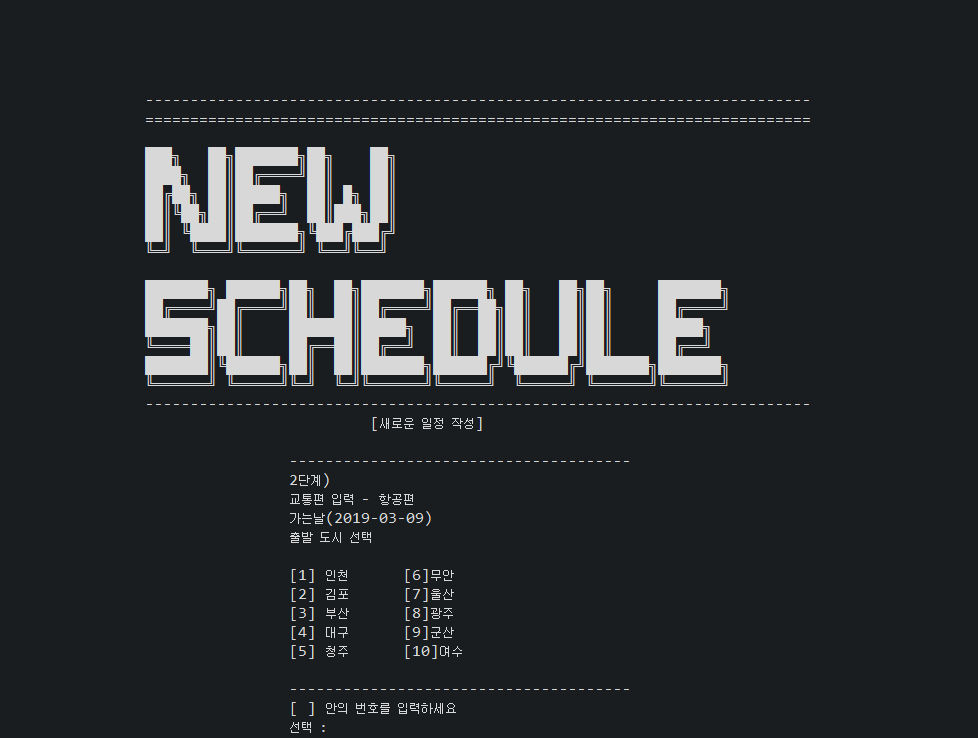 NEW
SCHEDULE
[새로운 일정 작성]
2단계)
교통편 입력 - 항공편
가는날(2019-03-09)
출발 도시 선택
[1] 인천 [6]무안
[2] 김포 [7]울산
[3] 부산 [8]광주
[4] 대구 [9]군산
[5] 청주 [10]여수
[ ] 안의 번호를 입력하세요
선택 :